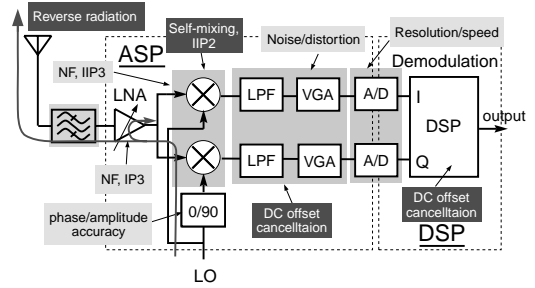 Reverse radiation
ASP
Self-mixing,
IIP2
Noise/distortion
Resolution/speed
NF, IIP3
Demodulation
LNA
LPF
VGA
A/D
I
DSP
output
NF, IP3
LPF
VGA
A/D
Q
phase/amplitude
accuracy
0/90
DC offset
cancelltaion
DC offset
cancelltaion
DSP
LO